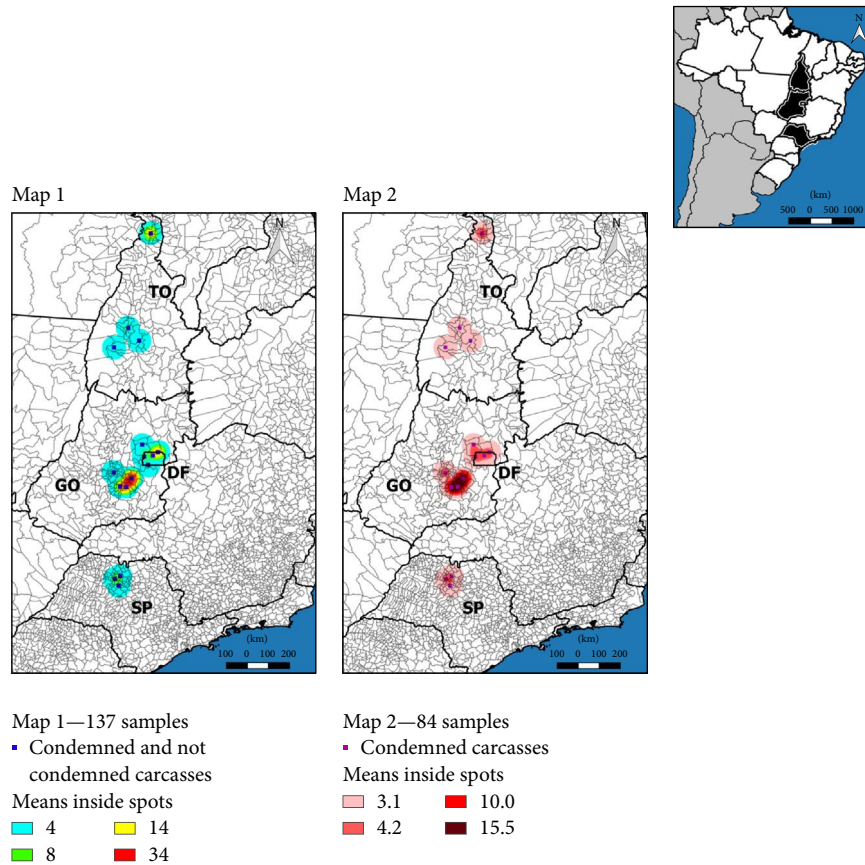 N
(km)
500 0 500 1000
Map 1
N
TO
GO
DF
SP
(km)
100 0 100 200
Map 2
N
TO
GO
DF
SP
(km)
100 0 100 200
Map 1—137 samples
Condemned and not
condemned carcasses
Means inside spots
4 14
8 34
Map 2—84 samples
Condemned carcasses
Means inside spots
3.1 10.0
4.2 15.5